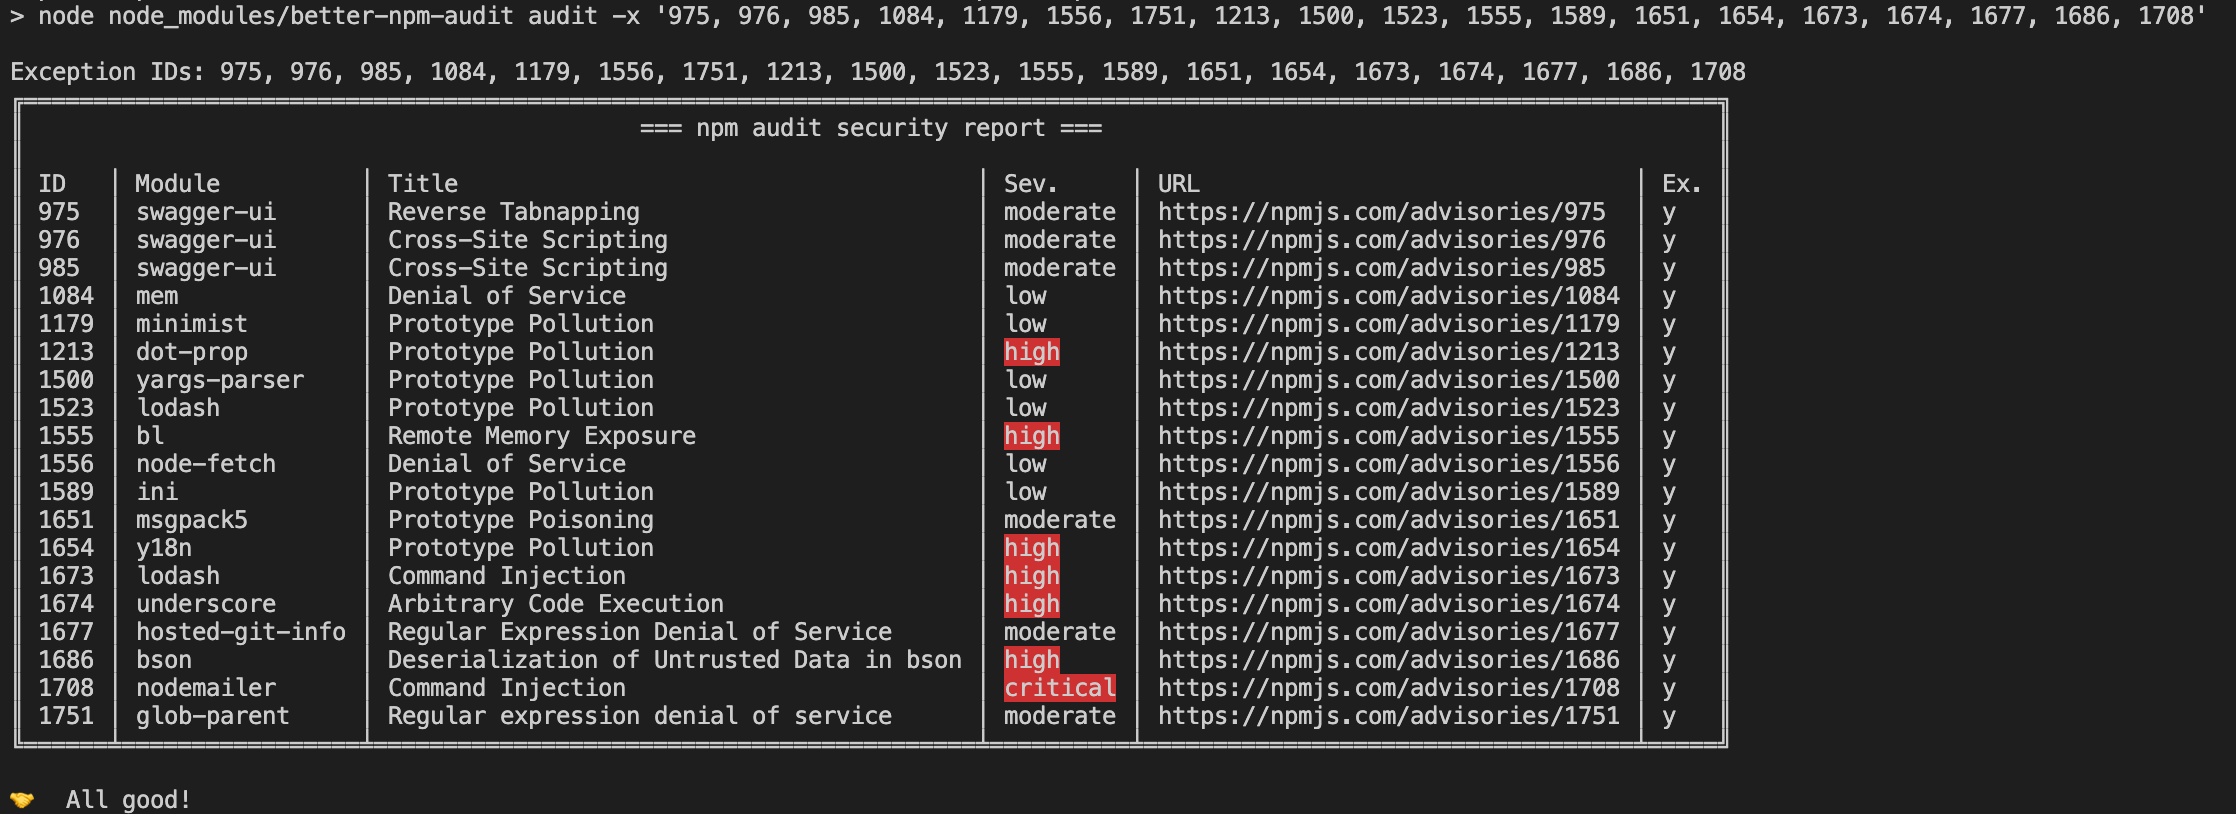 > node node_modules/better-npm-audit audit -x '975, 976, 985, 1084, 1179, 1556, 1751, 1213, 1500, 1523, 1555, 1589, 1651, 1654, 1673, 1674, 1677, 1686, 1708'
Exception IDs: 975, 976, 985, 1084, 1179, 1556, 1751, 1213, 1500, 1523, 1555, 1589, 1651, 1654, 1673, 1674, 1677, 1686, 1708
=== npm audit security report ===
ID Module Title Sev. URL Ex.
975 swagger-ui Reverse Tabnapping moderate https://npmjs.com/advisories/975 y
976 swagger-ui Cross-Site Scripting moderate https://npmjs.com/advisories/976 y
985 swagger-ui Cross-Site Scripting moderate https://npmjs.com/advisories/985 y
1084 mem Denial of Service low https://npmjs.com/advisories/1084 y
1179 minimist Prototype Pollution low https://npmjs.com/advisories/1179 y
1213 dot-prop Prototype Pollution high https://npmjs.com/advisories/1213 y
1500 yargs-parser Prototype Pollution low https://npmjs.com/advisories/1500 y
1523 lodash Prototype Pollution low https://npmjs.com/advisories/1523 y
1555 bl Remote Memory Exposure high https://npmjs.com/advisories/1555 y
1556 node-fetch Denial of Service low https://npmjs.com/advisories/1556 y
1589 ini Prototype Pollution low https://npmjs.com/advisories/1589 y
1651 msgpack5 Prototype Poisoning moderate https://npmjs.com/advisories/1651 y
1654 y18n Prototype Pollution high https://npmjs.com/advisories/1654 y
1673 lodash Command Injection high https://npmjs.com/advisories/1673 y
1674 underscore Arbitrary Code Execution high https://npmjs.com/advisories/1674 y
1677 hosted-git-info Regular Expression Denial of Service moderate https://npmjs.com/advisories/1677 y
1686 bson Deserialization of Untrusted Data in bson high https://npmjs.com/advisories/1686 y
1708 nodemailer Command Injection critical https://npmjs.com/advisories/1708 y
1751 glob-parent Regular expression denial of service moderate https://npmjs.com/advisories/1751 y
🤝 All good!